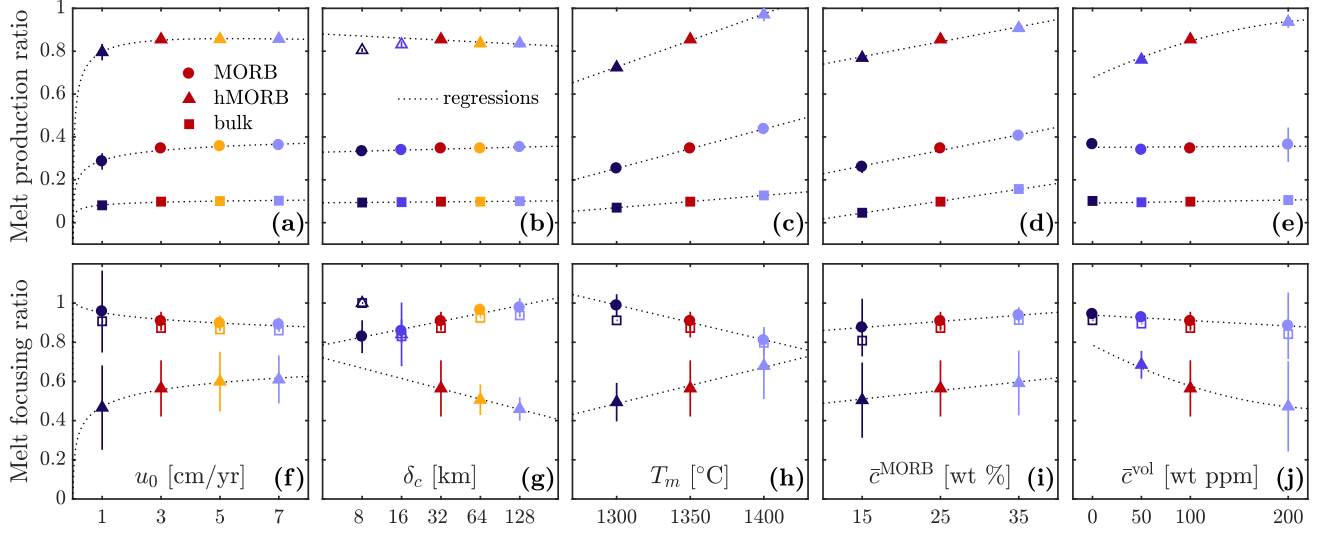 Melt production ratio
1
0.8
0.6
0.4
0.2
0
MORB
hMORB
bulk
regressions
(a)
(b)
(c)
(d)
(e)
Melt focusing ratio
1
0.8
0.6
0.4
0.2
0
u₀ [cm/yr] (f)
δ_c [km] (g)
T_m [°C] (h)
c̄^MORB [wt %] (i)
c̄^vol [wt ppm] (j)
1 3 5 7
8 16 32 64 128
1300 1350 1400
15 25 35
0 50 100 200